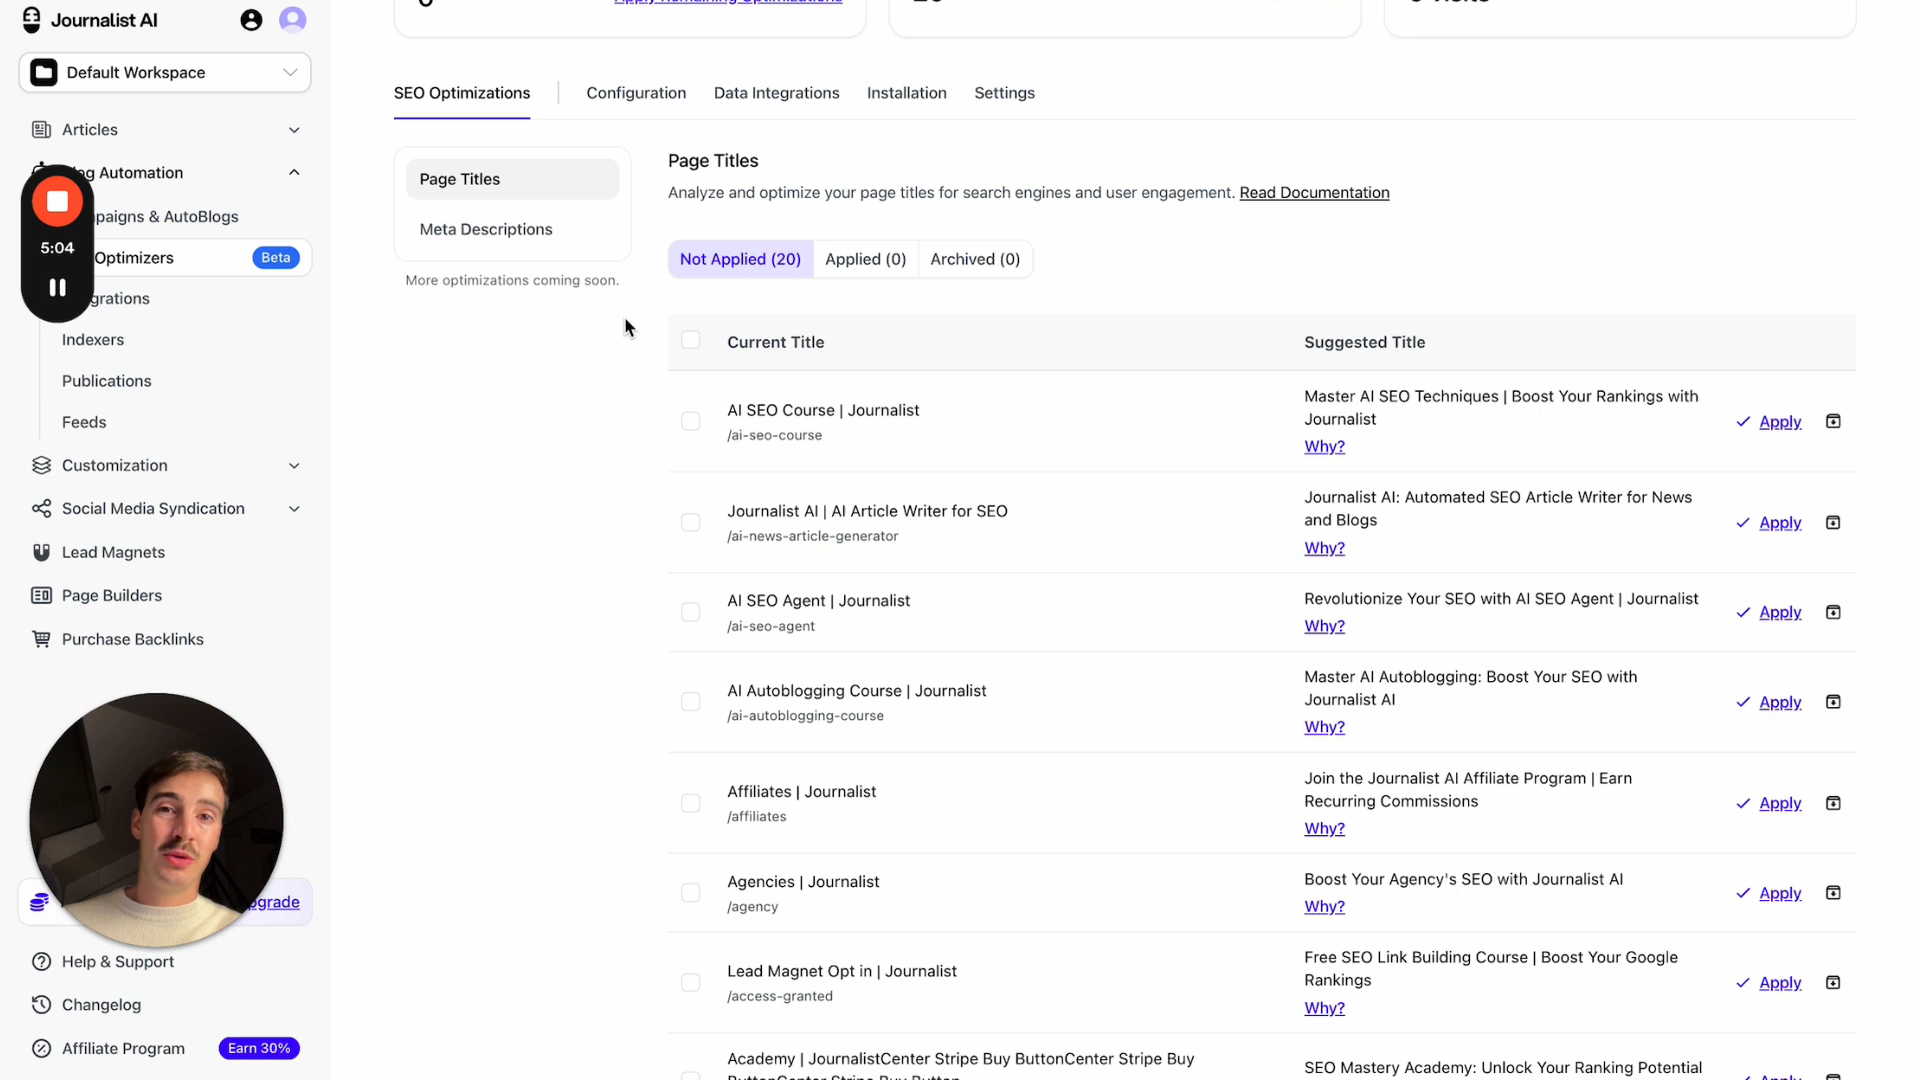 Journalist AI
Default Workspace
Articles
og Automation
paigns & AutoBlogs
Optimizers
Beta
5:04
grations
Indexers
Publications
Feeds
Customization
Social Media Syndication
Lead Magnets
Page Builders
Purchase Backlinks
pgrade
Help & Support
Changelog
Affiliate Program
Earn 30%
SEO Optimizations
Configuration
Data Integrations
Installation
Settings
Page Titles
Meta Descriptions
More optimizations coming soon.
Page Titles
Analyze and optimize your page titles for search engines and user engagement. Read Documentation
Not Applied (20)
Applied (0)
Archived (0)
Current Title
Suggested Title
AI SEO Course | Journalist
/ai-seo-course
Master AI SEO Techniques | Boost Your Rankings with
Journalist
Why?
Apply
Journalist AI | AI Article Writer for SEO
/ai-news-article-generator
Journalist AI: Automated SEO Article Writer for News
and Blogs
Why?
Apply
AI SEO Agent | Journalist
/ai-seo-agent
Revolutionize Your SEO with AI SEO Agent | Journalist
Why?
Apply
AI Autoblogging Course | Journalist
/ai-autoblogging-course
Master AI Autoblogging: Boost Your SEO with
Journalist AI
Why?
Apply
Affiliates | Journalist
/affiliates
Join the Journalist AI Affiliate Program | Earn
Recurring Commissions
Why?
Apply
Agencies | Journalist
/agency
Boost Your Agency's SEO with Journalist AI
Why?
Apply
Lead Magnet Opt in | Journalist
/access-granted
Free SEO Link Building Course | Boost Your Google
Rankings
Why?
Apply
Academy | JournalistCenter Stripe Buy ButtonCenter Stripe Buy
SEO Mastery Academy: Unlock Your Ranking Potential